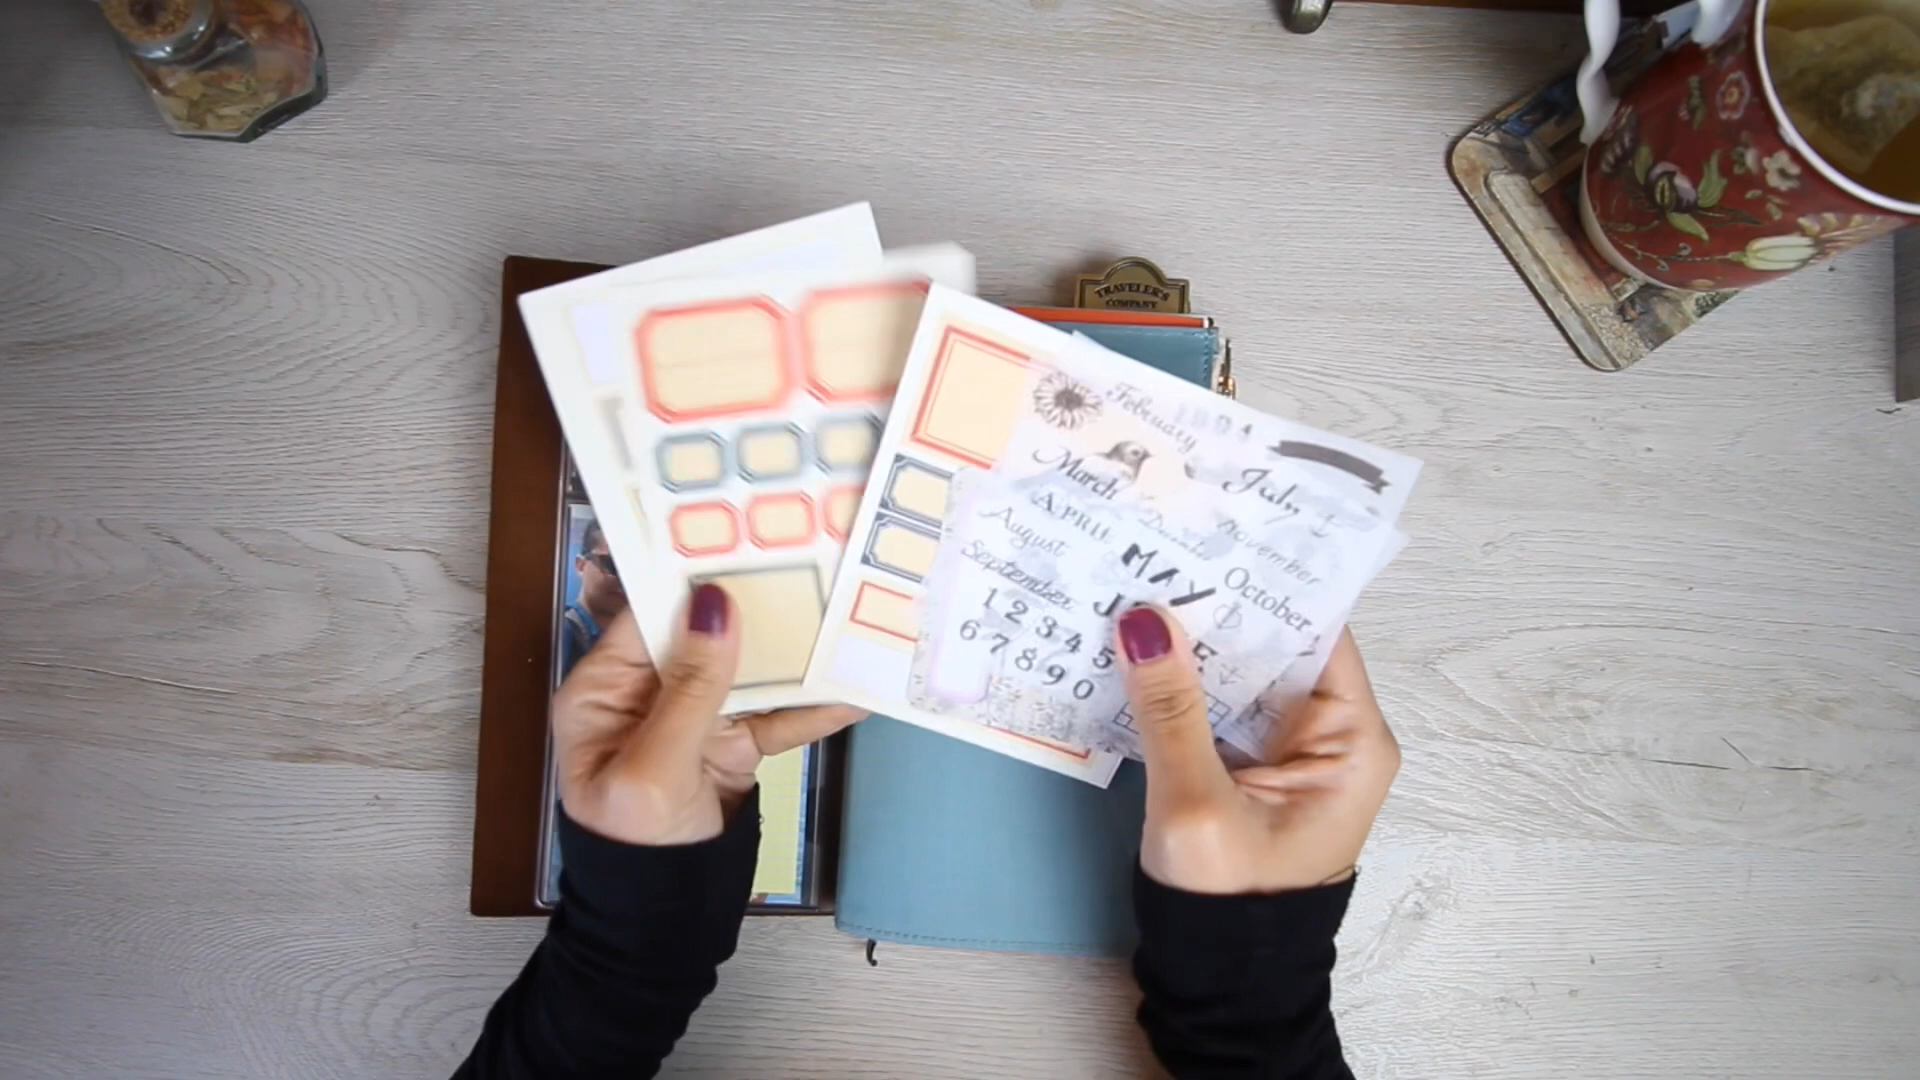 TRAVELER'S
COMPANY
February
March
July
APRIL
November
August
MAY
October
September
1 2 3 4 5
6 7 8 9 0